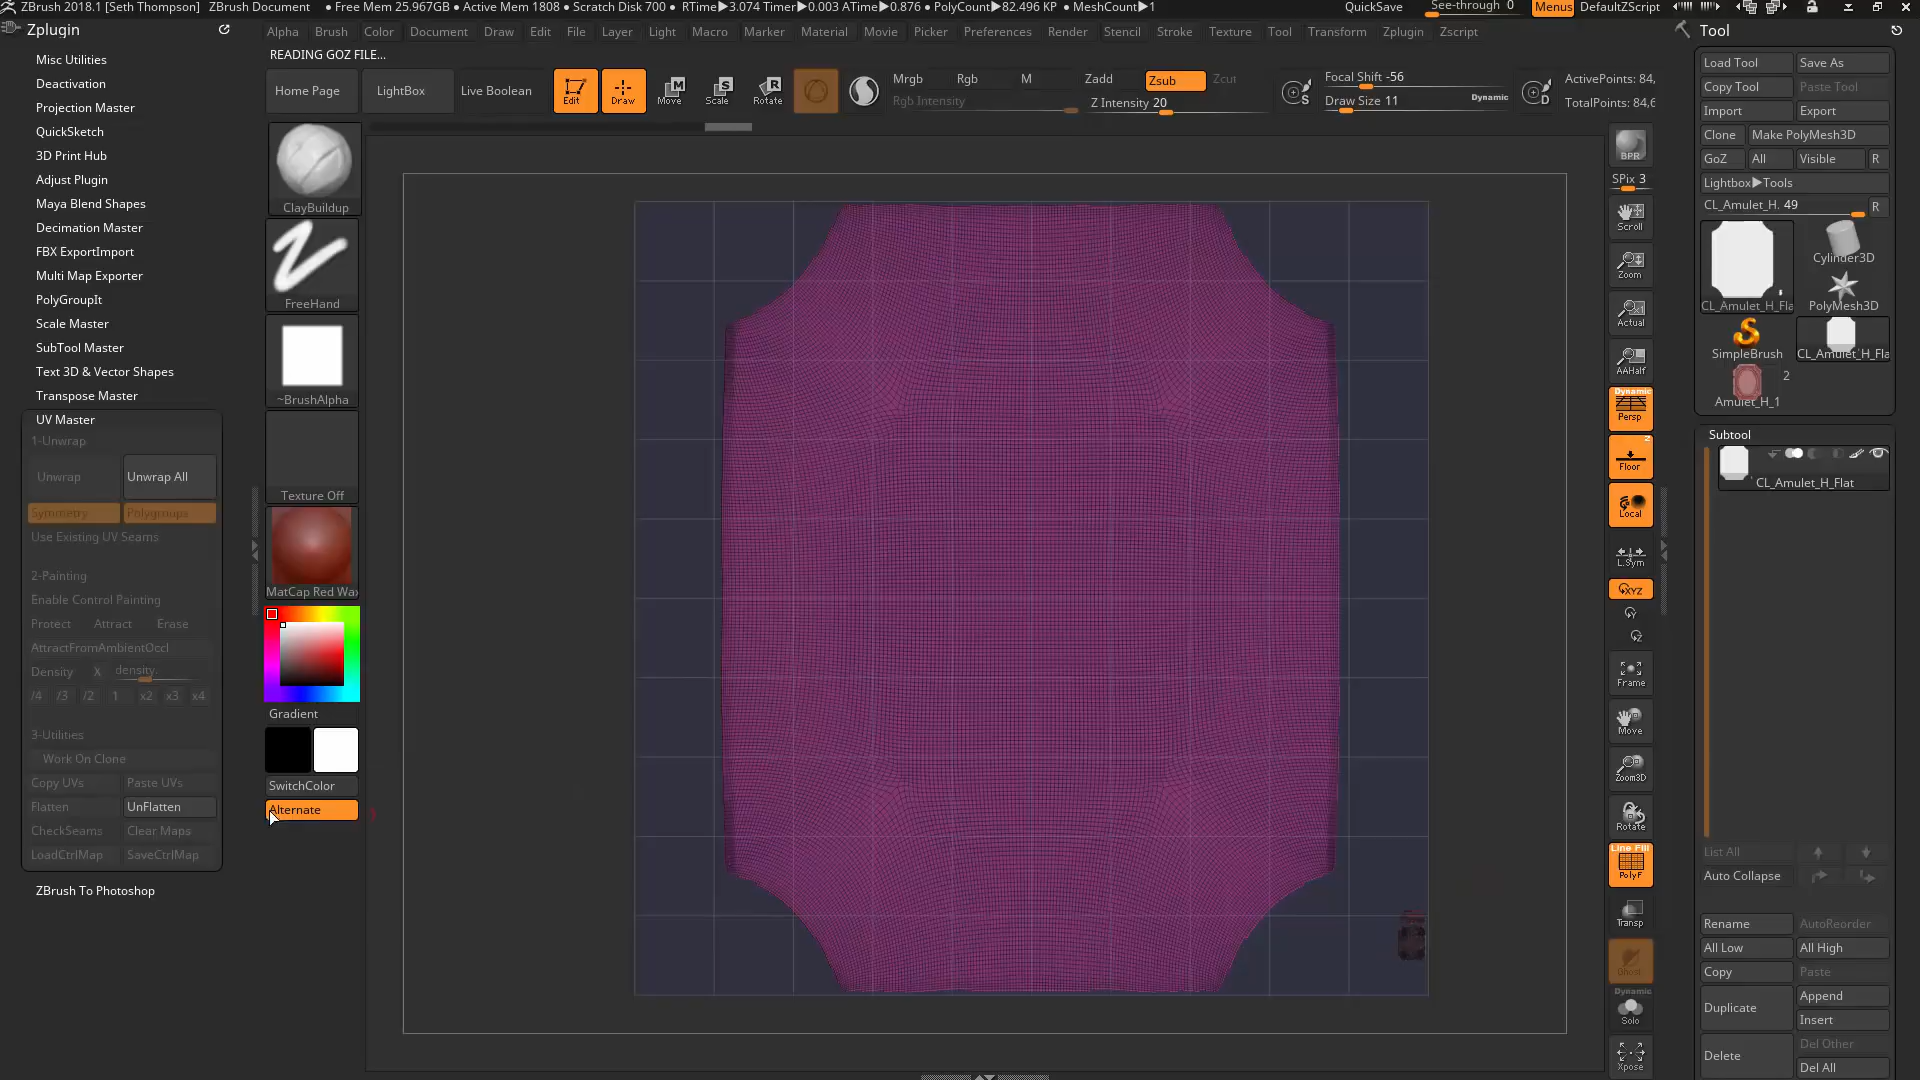 ZBrush 2018.1 [Seth Thompson] ZBrush Document ● Free Mem 25.967GB ● Active Mem 1808 ● Scratch Disk 700 ● RTime▶3.074 Timer▶0.003 ATime▶0.876 ● PolyCount▶82.496 KP ● MeshCount▶1 QuickSave See-through 0 Menus DefaultZScript
Zplugin
Alpha Brush Color Document Draw Edit File Layer Light Macro Marker Material Movie Picker Preferences Render Stencil Stroke Texture Tool Transform Zplugin Zscript
READING GOZ FILE...
Home Page LightBox Live Boolean Edit Draw Move Scale Rotate
Mrgb Rgb M Zadd Zsub Zcut
Rgb Intensity Z Intensity 20
S Focal Shift -56
Draw Size 11 Dynamic
D ActivePoints: 84,
TotalPoints: 84,6
Misc Utilities
Deactivation
Projection Master
QuickSketch
3D Print Hub
Adjust Plugin
Maya Blend Shapes
Decimation Master
FBX ExportImport
Multi Map Exporter
PolyGroupIt
Scale Master
SubTool Master
Text 3D & Vector Shapes
Transpose Master
UV Master
1-Unwrap
Unwrap Unwrap All
Symmetry Polygroups
Use Existing UV Seams
2-Painting
Enable Control Painting
Protect Attract Erase
AttractFromAmbientOccl
Density X density.
/4 /3 /2 1 x2 x3 x4
3-Utilities
Work On Clone
Copy UVs Paste UVs
Flatten UnFlatten
CheckSeams Clear Maps
LoadCtrlMap SaveCtrlMap
ZBrush To Photoshop
ClayBuildup
FreeHand
~BrushAlpha
Texture Off
MatCap Red Wax
Gradient
SwitchColor
Alternate
BPR
SPix 3
Scroll
Zoom
Actual
AAHalf
Dynamic
Persp
Floor
Local
L.Sym
XYZ
Y
Z
Frame
Move
Zoom3D
Rotate
Line Fill
PolyF
Transp
Ghost
Dynamic
Solo
Xpose
Tool
Load Tool Save As
Copy Tool Paste Tool
Import Export
Clone Make PolyMesh3D
GoZ All Visible R
Lightbox▶Tools
CL_Amulet_H. 49 R
CL_Amulet_H_Fla
Cylinder3D
PolyMesh3D
SimpleBrush
CL_Amulet_H_Fla
2
Amulet_H_1
Subtool
CL_Amulet_H_Flat
List All
Auto Collapse
Rename AutoReorder
All Low All High
Copy Paste
Duplicate Append
Insert
Delete Del Other
Del All